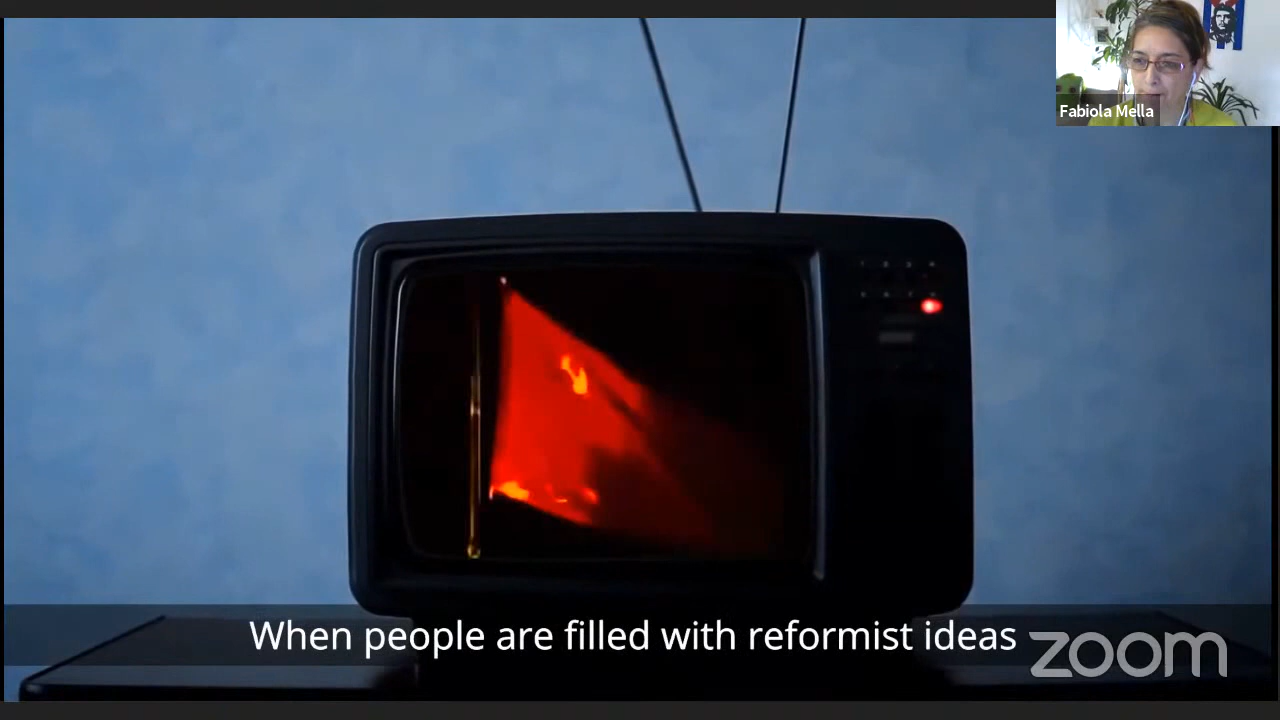 Fabiola Mella
When people are filled with reformist ideas
zoom